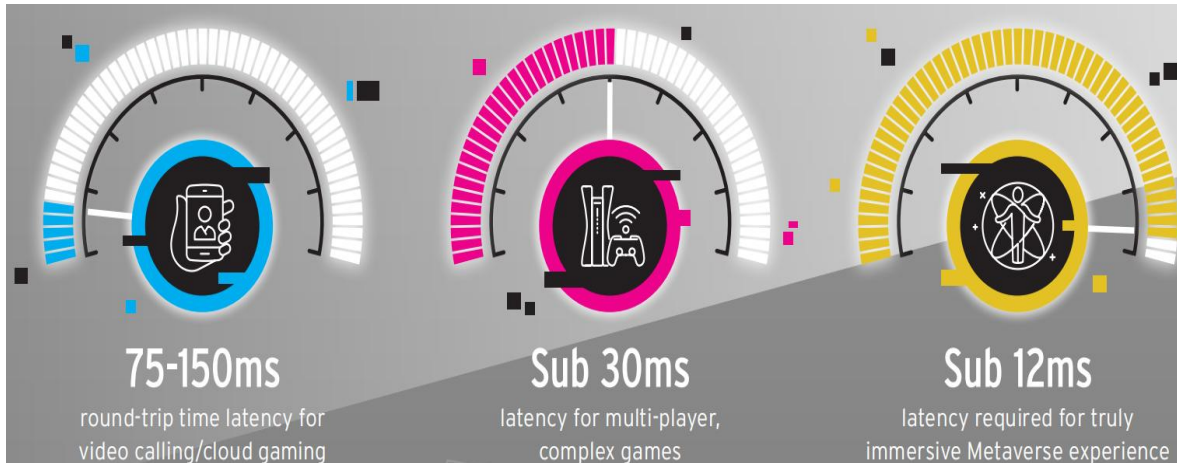 75-150ms
round-trip time latency for
video calling/cloud gaming
Sub 30ms
latency for multi-player,
complex games
Sub 12ms
latency required for truly
immersive Metaverse experience